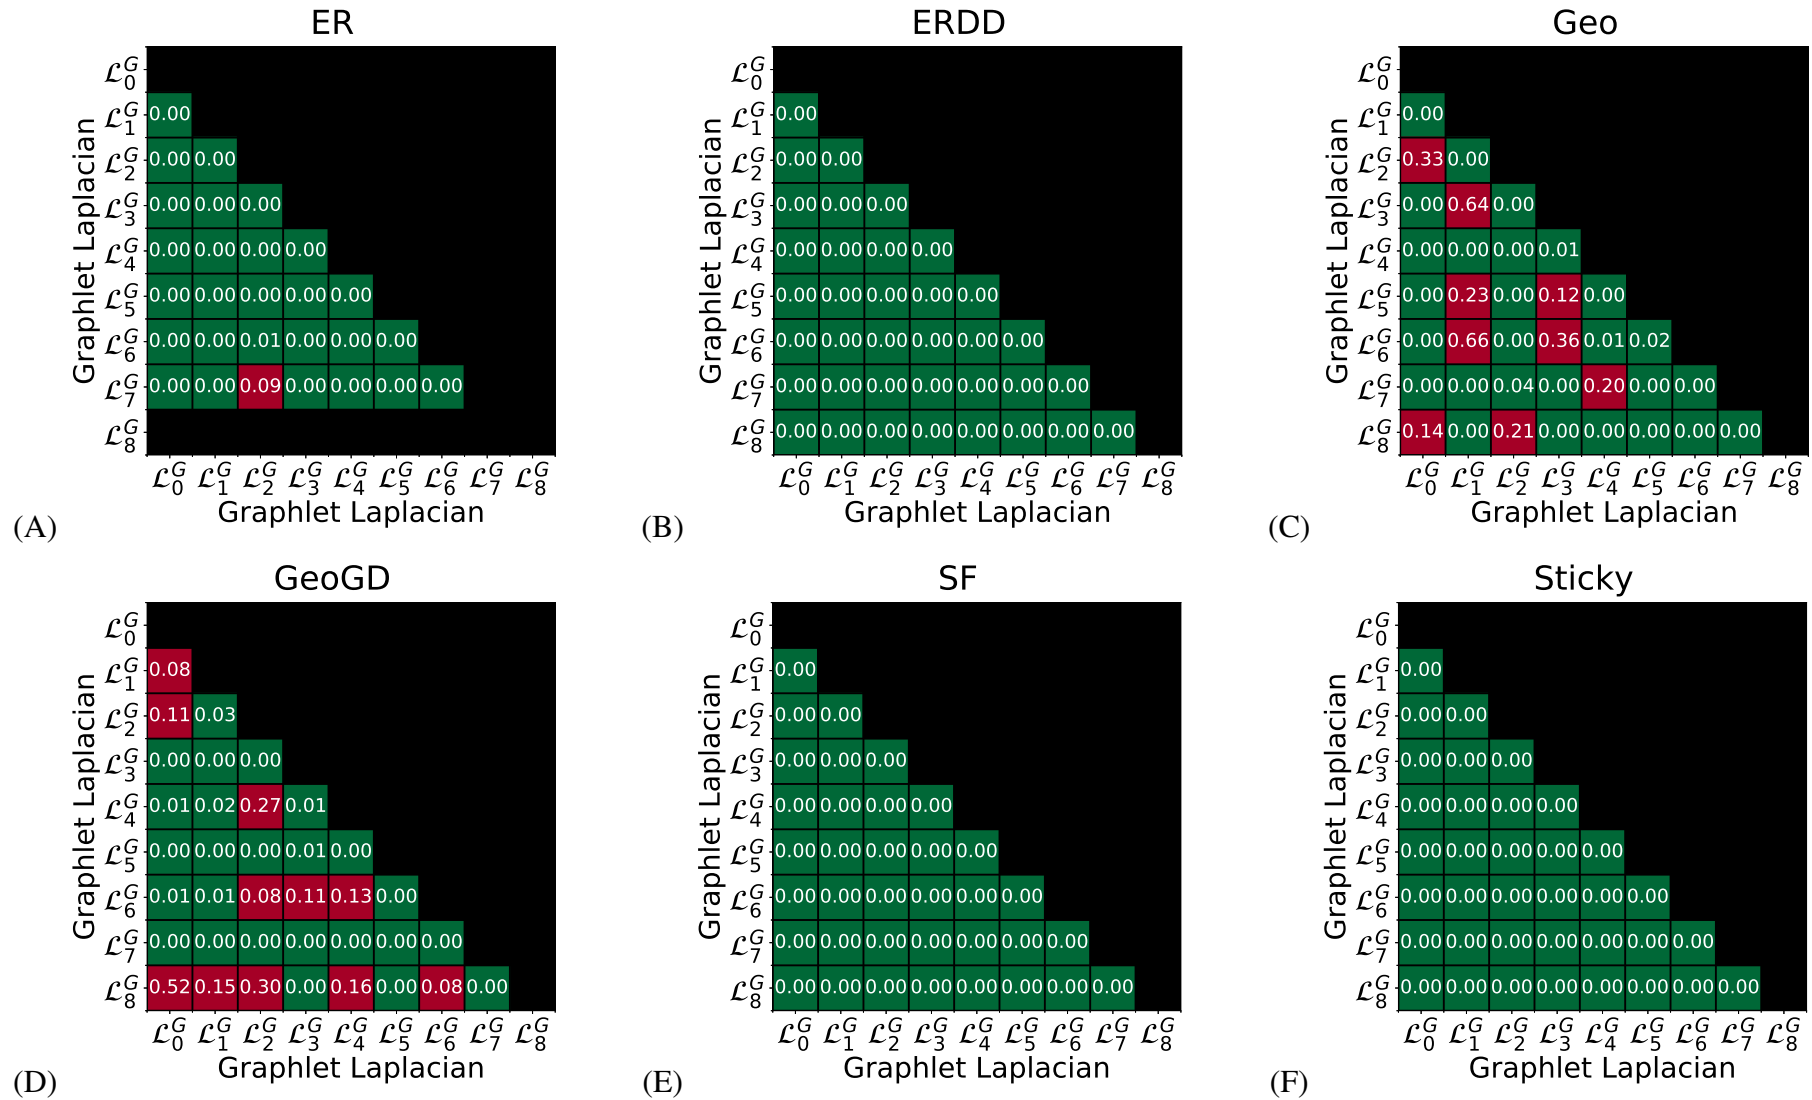 ER
Graphlet Laplacian
ℒ₀ᴳ
ℒ₁ᴳ 0.00
ℒ₂ᴳ 0.00 0.00
ℒ₃ᴳ 0.00 0.00 0.00
ℒ₄ᴳ 0.00 0.00 0.00 0.00
ℒ₅ᴳ 0.00 0.00 0.00 0.00 0.00
ℒ₆ᴳ 0.00 0.00 0.01 0.00 0.00 0.00
ℒ₇ᴳ 0.00 0.00 0.09 0.00 0.00 0.00 0.00
ℒ₈ᴳ
ℒ₀ᴳ ℒ₁ᴳ ℒ₂ᴳ ℒ₃ᴳ ℒ₄ᴳ ℒ₅ᴳ ℒ₆ᴳ ℒ₇ᴳ ℒ₈ᴳ
Graphlet Laplacian
(A)
ERDD
Graphlet Laplacian
ℒ₀ᴳ
ℒ₁ᴳ 0.00
ℒ₂ᴳ 0.00 0.00
ℒ₃ᴳ 0.00 0.00 0.00
ℒ₄ᴳ 0.00 0.00 0.00 0.00
ℒ₅ᴳ 0.00 0.00 0.00 0.00 0.00
ℒ₆ᴳ 0.00 0.00 0.00 0.00 0.00 0.00
ℒ₇ᴳ 0.00 0.00 0.00 0.00 0.00 0.00 0.00
ℒ₈ᴳ 0.00 0.00 0.00 0.00 0.00 0.00 0.00 0.00
ℒ₀ᴳ ℒ₁ᴳ ℒ₂ᴳ ℒ₃ᴳ ℒ₄ᴳ ℒ₅ᴳ ℒ₆ᴳ ℒ₇ᴳ ℒ₈ᴳ
Graphlet Laplacian
(B)
Geo
Graphlet Laplacian
ℒ₀ᴳ
ℒ₁ᴳ 0.00
ℒ₂ᴳ 0.33 0.00
ℒ₃ᴳ 0.00 0.64 0.00
ℒ₄ᴳ 0.00 0.00 0.00 0.01
ℒ₅ᴳ 0.00 0.23 0.00 0.12 0.00
ℒ₆ᴳ 0.00 0.66 0.00 0.36 0.01 0.02
ℒ₇ᴳ 0.00 0.00 0.04 0.00 0.20 0.00 0.00
ℒ₈ᴳ 0.14 0.00 0.21 0.00 0.00 0.00 0.00 0.00
ℒ₀ᴳ ℒ₁ᴳ ℒ₂ᴳ ℒ₃ᴳ ℒ₄ᴳ ℒ₅ᴳ ℒ₆ᴳ ℒ₇ᴳ ℒ₈ᴳ
Graphlet Laplacian
(C)
GeoGD
Graphlet Laplacian
ℒ₀ᴳ
ℒ₁ᴳ 0.08
ℒ₂ᴳ 0.11 0.03
ℒ₃ᴳ 0.00 0.00 0.00
ℒ₄ᴳ 0.01 0.02 0.27 0.01
ℒ₅ᴳ 0.00 0.00 0.00 0.01 0.00
ℒ₆ᴳ 0.01 0.01 0.08 0.11 0.13 0.00
ℒ₇ᴳ 0.00 0.00 0.00 0.00 0.00 0.00 0.00
ℒ₈ᴳ 0.52 0.15 0.30 0.00 0.16 0.00 0.08 0.00
ℒ₀ᴳ ℒ₁ᴳ ℒ₂ᴳ ℒ₃ᴳ ℒ₄ᴳ ℒ₅ᴳ ℒ₆ᴳ ℒ₇ᴳ ℒ₈ᴳ
Graphlet Laplacian
(D)
SF
Graphlet Laplacian
ℒ₀ᴳ
ℒ₁ᴳ 0.00
ℒ₂ᴳ 0.00 0.00
ℒ₃ᴳ 0.00 0.00 0.00
ℒ₄ᴳ 0.00 0.00 0.00 0.00
ℒ₅ᴳ 0.00 0.00 0.00 0.00 0.00
ℒ₆ᴳ 0.00 0.00 0.00 0.00 0.00 0.00
ℒ₇ᴳ 0.00 0.00 0.00 0.00 0.00 0.00 0.00
ℒ₈ᴳ 0.00 0.00 0.00 0.00 0.00 0.00 0.00 0.00
ℒ₀ᴳ ℒ₁ᴳ ℒ₂ᴳ ℒ₃ᴳ ℒ₄ᴳ ℒ₅ᴳ ℒ₆ᴳ ℒ₇ᴳ ℒ₈ᴳ
Graphlet Laplacian
(E)
Sticky
Graphlet Laplacian
ℒ₀ᴳ
ℒ₁ᴳ 0.00
ℒ₂ᴳ 0.00 0.00
ℒ₃ᴳ 0.00 0.00 0.00
ℒ₄ᴳ 0.00 0.00 0.00 0.00
ℒ₅ᴳ 0.00 0.00 0.00 0.00 0.00
ℒ₆ᴳ 0.00 0.00 0.00 0.00 0.00 0.00
ℒ₇ᴳ 0.00 0.00 0.00 0.00 0.00 0.00 0.00
ℒ₈ᴳ 0.00 0.00 0.00 0.00 0.00 0.00 0.00 0.00
ℒ₀ᴳ ℒ₁ᴳ ℒ₂ᴳ ℒ₃ᴳ ℒ₄ᴳ ℒ₅ᴳ ℒ₆ᴳ ℒ₇ᴳ ℒ₈ᴳ
Graphlet Laplacian
(F)